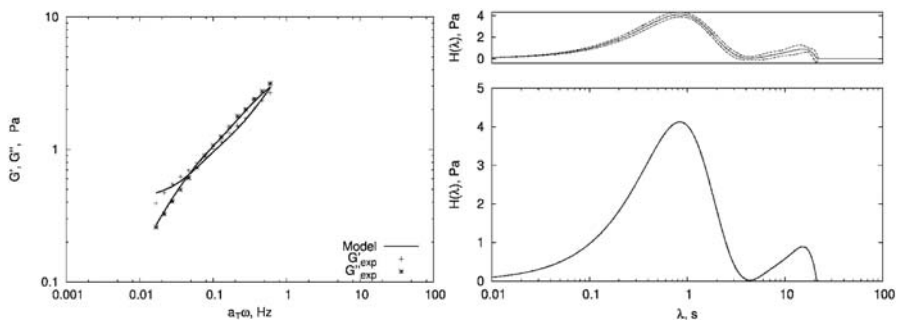 10
1
0.1
G', G'', Pa
0.001
0.01
0.1
1
10
100
a_Tω, Hz
Model
G'_exp
G''_exp
4
0
H(λ), Pa
5
4
3
2
1
0
H(λ), Pa
0.01
0.1
1
10
100
λ, s